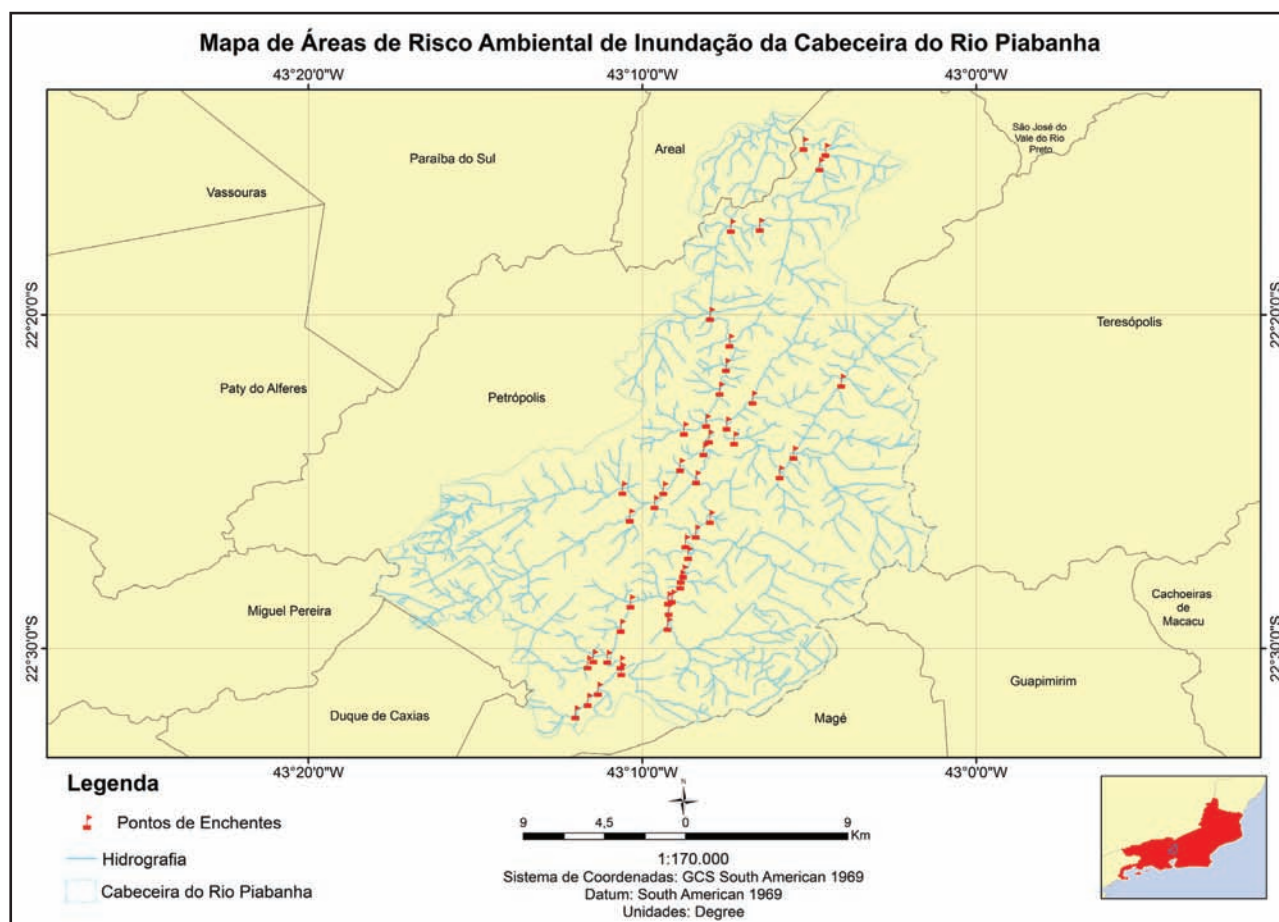 Mapa de Áreas de Risco Ambiental de Inundação da Cabeceira do Rio Piabanha
43°20'0"W
43°10'0"W
43°0'0"W
São José do
Vale do Rio
Preto
Areal
Paraíba do Sul
Vassouras
22°20'0"S
22°20'0"S
Teresópolis
Paty do Alferes
Petrópolis
Miguel Pereira
Cachoeiras
de
Macacu
22°30'0"S
22°30'0"S
Guapimirim
Duque de Caxias
Magé
43°20'0"W
43°10'0"W
43°0'0"W
Legenda
Pontos de Enchentes
Hidrografia
Cabeceira do Rio Piabanha
N
9 4,5 0 9
Km
1:170.000
Sistema de Coordenadas: GCS South American 1969
Datum: South American 1969
Unidades: Degree